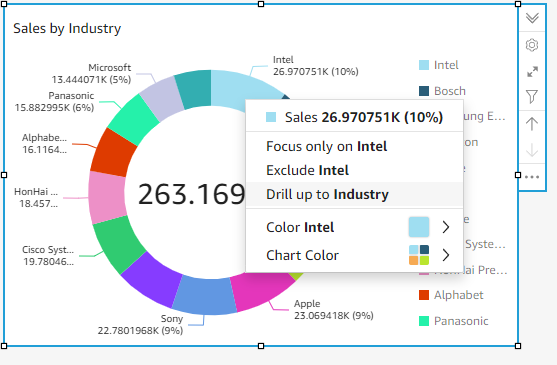 Sales by Industry
Microsoft
13.444071K (5%)
Panasonic
15.882995K (6%)
Alphabe...
16.1164...
HonHai ...
18.457...
Cisco Syst...
19.78046...
Sony
22.7801968K (9%)
Apple
23.069418K (9%)
Intel
26.970751K (10%)
263.169
Sales 26.970751K (10%)
Focus only on Intel
Exclude Intel
Drill up to Industry
Color Intel
Chart Color
Intel
Bosch
ung E...
on
e
e
Syste...
HonHai Pre...
Alphabet
Panasonic